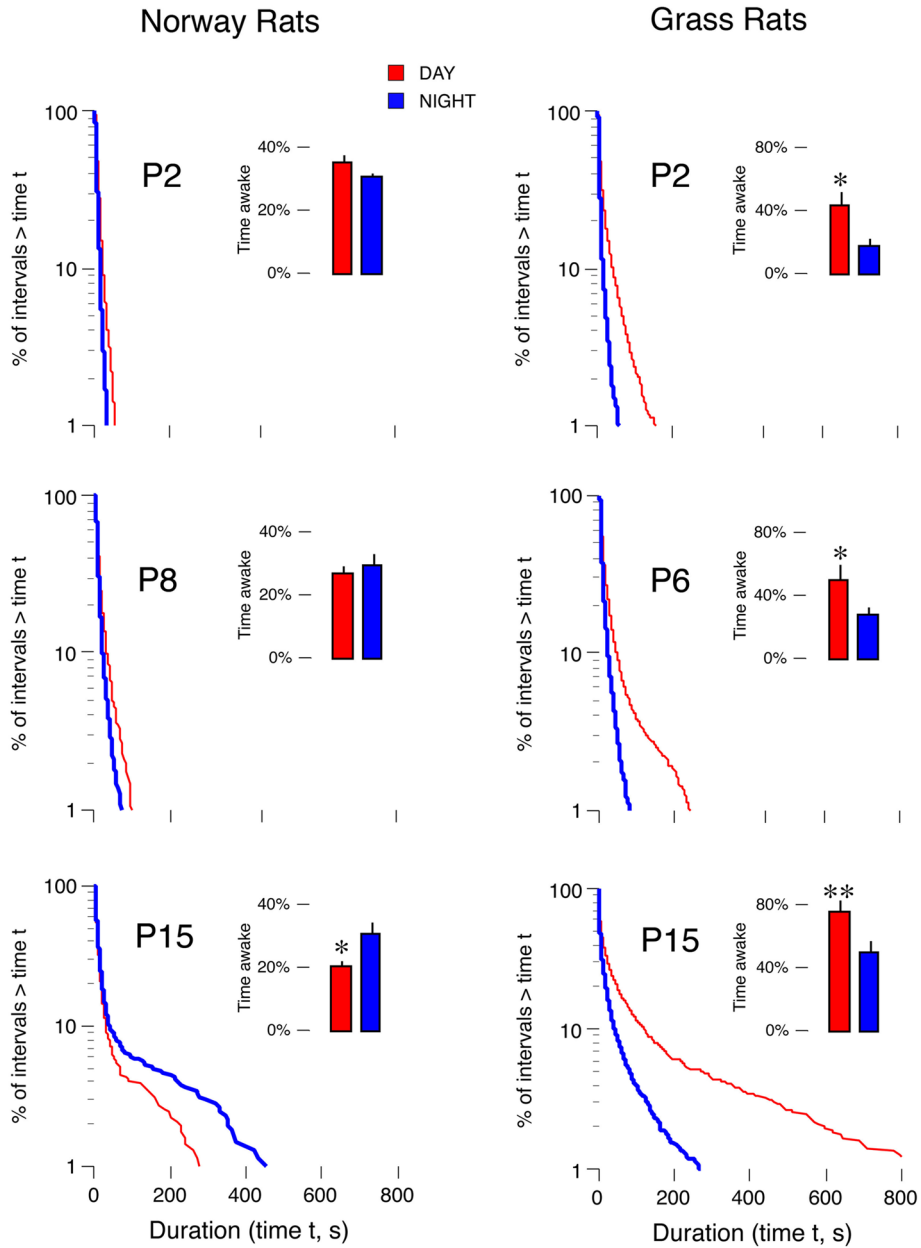 Norway Rats
Grass Rats
DAY
NIGHT
% of intervals > time t
100
10
1
P2
Time awake
40%
20%
0%
% of intervals > time t
100
10
1
P2
Time awake
80%
40%
0%
*
% of intervals > time t
100
10
1
P8
Time awake
40%
20%
0%
% of intervals > time t
100
10
1
P6
Time awake
80%
40%
0%
*
% of intervals > time t
100
10
1
P15
Time awake
40%
20%
0%
*
0 200 400 600 800
Duration (time t, s)
% of intervals > time t
100
10
1
P15
Time awake
80%
40%
0%
**
0 200 400 600 800
Duration (time t, s)